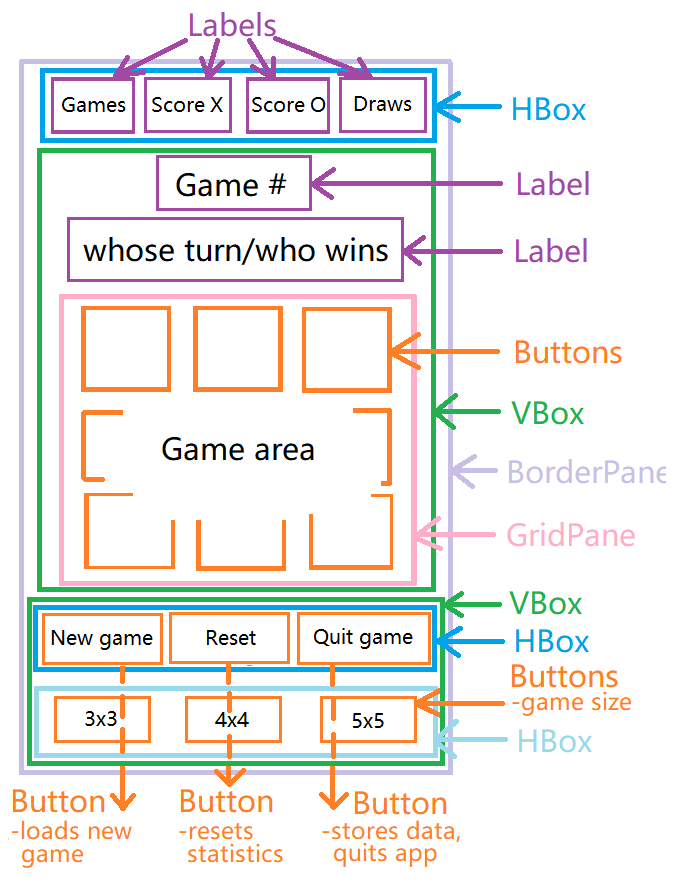 Labels
Games
Score X
Score O
Draws
HBox
Game #
Label
whose turn/who wins
Label
Buttons
VBox
Game area
BorderPane
GridPane
VBox
New game
Reset
Quit game
HBox
Buttons
-game size
3x3
4x4
5x5
HBox
Button
-loads new
game
Button
-resets
statistics
Button
-stores data,
quits app